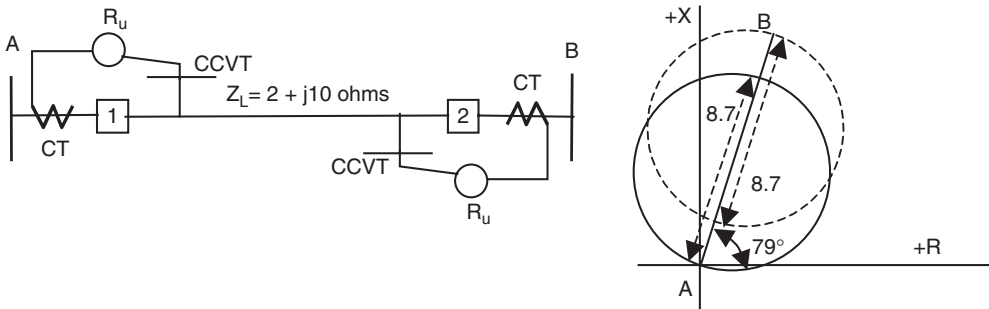 A
R_u
CCVT
CT
1
Z_L= 2 + j10 ohms
CCVT
2
CT
B
R_u
+X
B
8.7
8.7
79°
+R
A